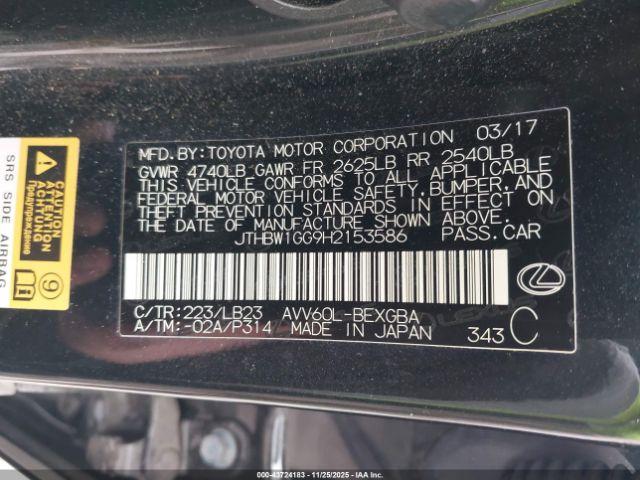 MFD. BY: TOYOTA MOTOR CORPORATION 03/17
GVWR 4740LB GAWR FR 2625LB RR 2540LB
THIS VEHICLE CONFORMS TO ALL APPLICABLE
FEDERAL MOTOR VEHICLE SAFETY, BUMPER, AND
THEFT PREVENTION STANDARDS IN EFFECT ON
THE DATE OF MANUFACTURE SHOWN ABOVE.
JTHBW1GG9H2153586 PASS. CAR
C/TR: 223/LB23 AVV60L-BEXGBA
A/TM: -02A/P314 MADE IN JAPAN 343 C
SRS SIDE AIRBAG
Предупреждение
9
000-43724183 - 11/25/2025 - IAA Inc.